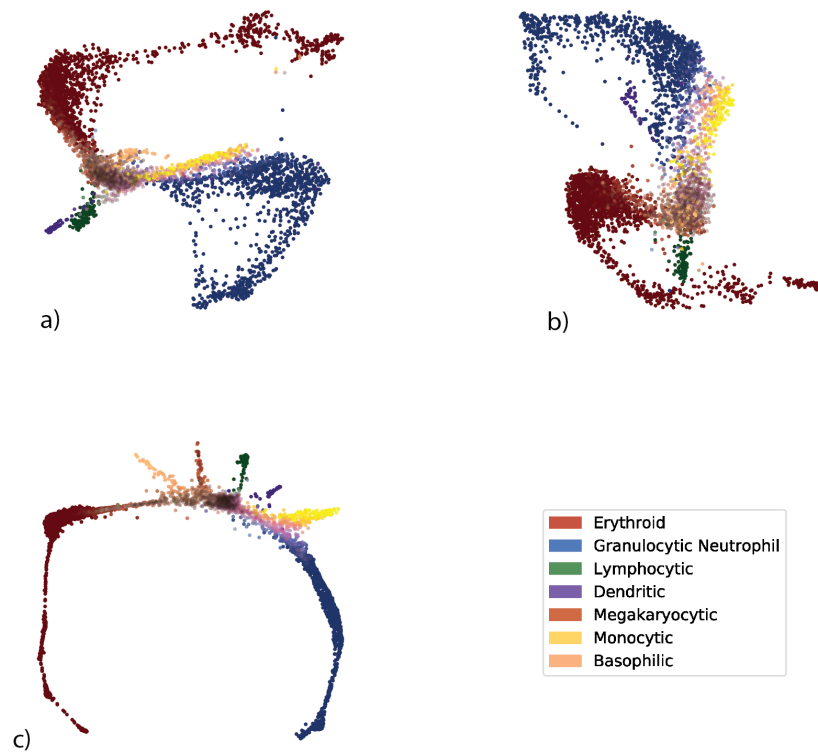 a)
b)
c)
Erythroid
Granulocytic Neutrophil
Lymphocytic
Dendritic
Megakaryocytic
Monocytic
Basophilic